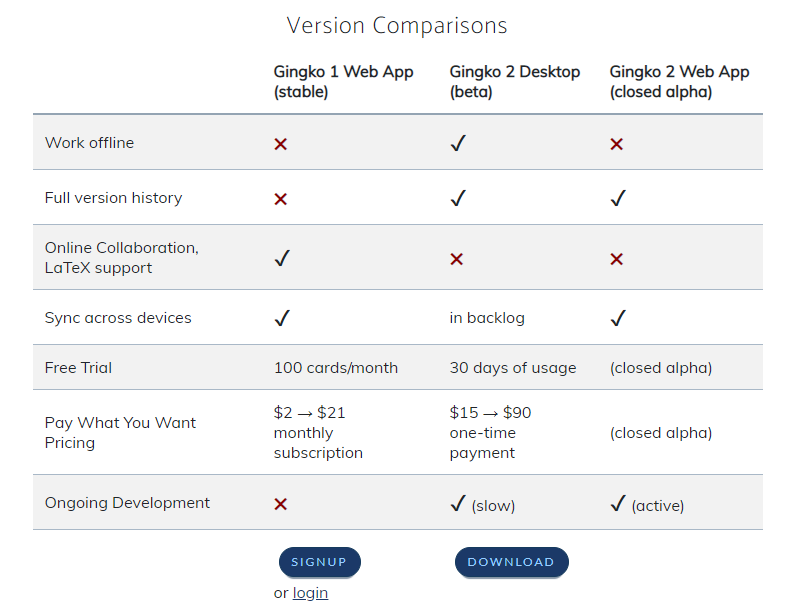 Version Comparisons
Gingko 1 Web App (stable) Gingko 2 Desktop (beta) Gingko 2 Web App (closed alpha)
Work offline ✕ ✓ ✕
Full version history ✕ ✓ ✓
Online Collaboration, LaTeX support ✓ ✕ ✕
Sync across devices ✓ in backlog ✓
Free Trial 100 cards/month 30 days of usage (closed alpha)
Pay What You Want Pricing $2 → $21 monthly subscription $15 → $90 one-time payment (closed alpha)
Ongoing Development ✕ ✓ (slow) ✓ (active)
SIGNUP DOWNLOAD
or login